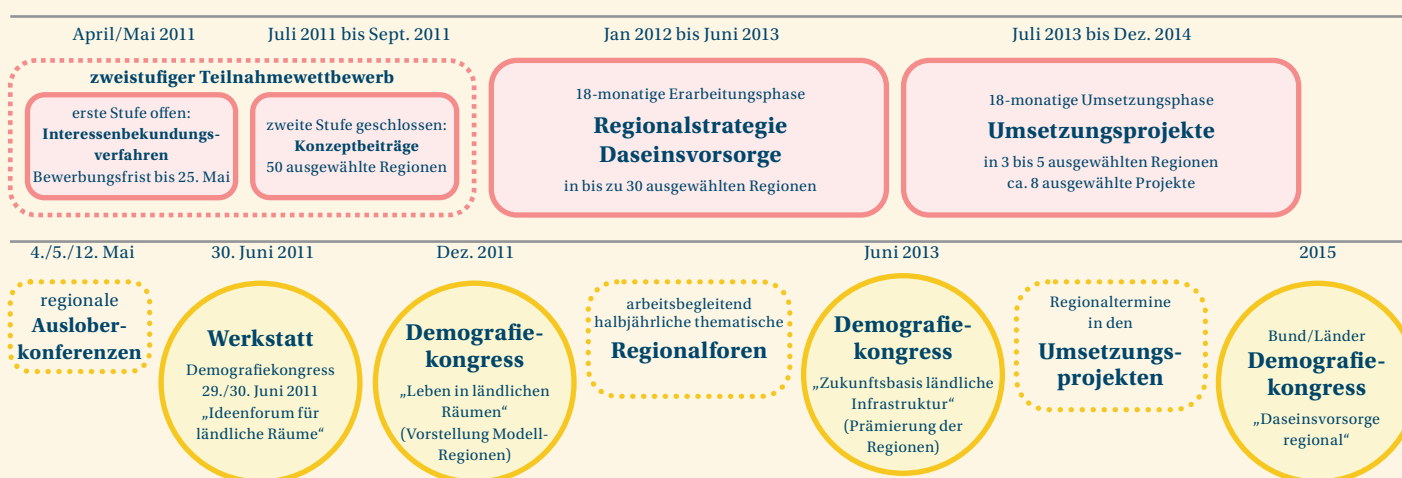 April/Mai 2011
Juli 2011 bis Sept. 2011
Jan 2012 bis Juni 2013
Juli 2013 bis Dez. 2014
zweistufiger Teilnahmewettbewerb
erste Stufe offen:
Interessenbekundungs-
verfahren
Bewerbungsfrist bis 25. Mai
zweite Stufe geschlossen:
Konzeptbeiträge
50 ausgewählte Regionen
18-monatige Erarbeitungsphase
Regionalstrategie
Daseinsvorsorge
in bis zu 30 ausgewählten Regionen
18-monatige Umsetzungsphase
Umsetzungsprojekte
in 3 bis 5 ausgewählten Regionen
ca. 8 ausgewählte Projekte
4./5./12. Mai
30. Juni 2011
Dez. 2011
Juni 2013
2015
regionale
Auslober-
konferenzen
Werkstatt
Demografiekongress
29./30. Juni 2011
„Ideenforum für
ländliche Räume“
Demografie-
kongress
„Leben in ländlichen
Räumen“
(Vorstellung Modell-
Regionen)
arbeitsbegleitend
halbjährliche thematische
Regionalforen
Demografie-
kongress
„Zukunftsbasis ländliche
Infrastruktur“
(Prämierung der
Regionen)
Regionaltermine
in den
Umsetzungs-
projekten
Bund/Länder
Demografie-
kongress
„Daseinsvorsorge
regional“